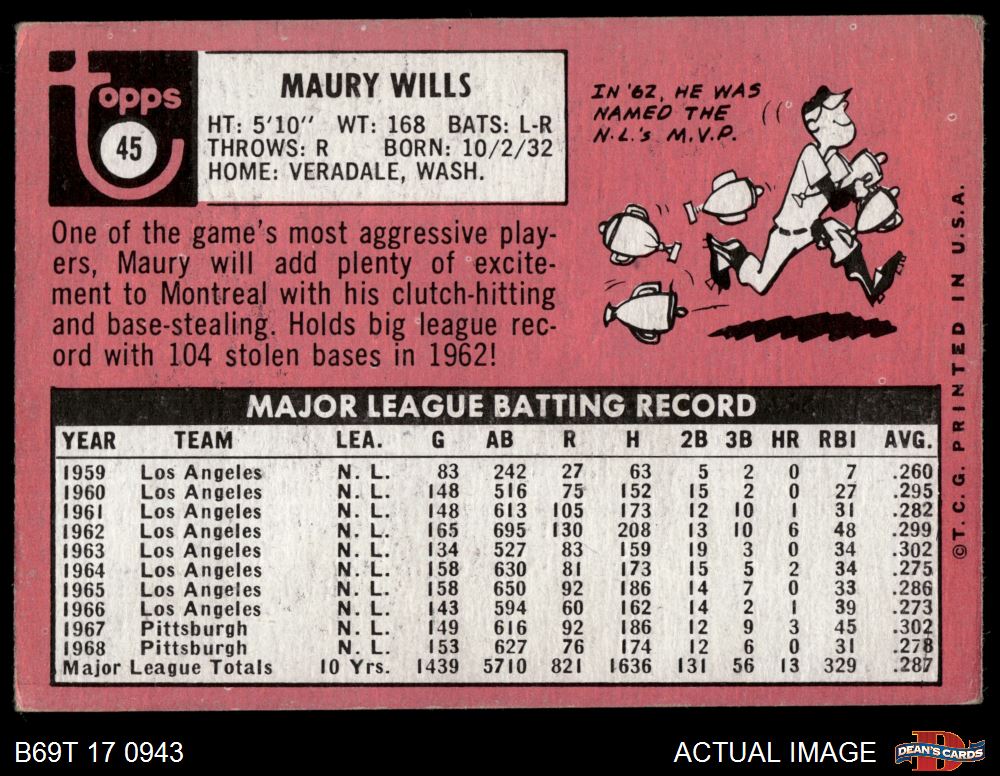 topps
45
MAURY WILLS
HT: 5'10" WT: 168 BATS: L-R
THROWS: R BORN: 10/2/32
HOME: VERADALE, WASH.
IN '62, HE WAS
NAMED THE
N.L.'s M.V.P.
One of the game's most aggressive play-
ers, Maury will add plenty of excite-
ment to Montreal with his clutch-hitting
and base-stealing. Holds big league rec-
ord with 104 stolen bases in 1962!
MAJOR LEAGUE BATTING RECORD
YEAR TEAM LEA. G AB R H 2B 3B HR RBI AVG.
1959 Los Angeles N. L. 83 242 27 63 5 2 0 7 .260
1960 Los Angeles N. L. 148 516 75 152 15 2 0 27 .295
1961 Los Angeles N. L. 148 613 105 173 12 10 1 31 .282
1962 Los Angeles N. L. 165 695 130 208 13 10 6 48 .299
1963 Los Angeles N. L. 134 527 83 159 19 3 0 34 .302
1964 Los Angeles N. L. 158 630 81 173 15 5 2 34 .275
1965 Los Angeles N. L. 158 650 92 186 14 7 0 33 .286
1966 Los Angeles N. L. 143 594 60 162 14 2 1 39 .273
1967 Pittsburgh N. L. 149 616 92 186 12 9 3 45 .302
1968 Pittsburgh N. L. 153 627 76 174 12 6 0 31 .278
Major League Totals 10 Yrs. 1439 5710 821 1636 131 56 13 329 .287
©T. C. G. PRINTED IN U.S.A.
B69T 17 0943
ACTUAL IMAGE
DEAN'S CARDS